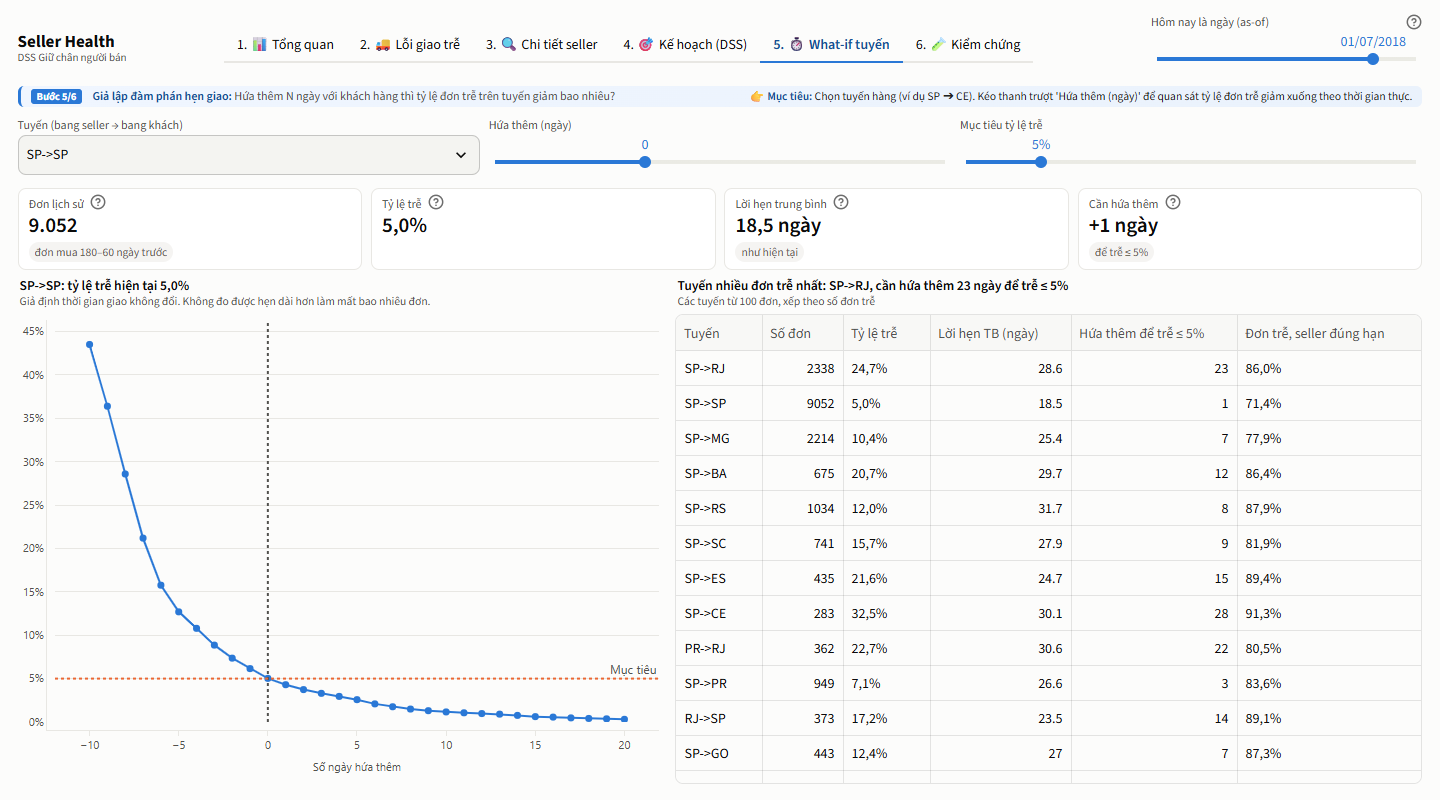 Hôm nay là ngày (as-of)
01/07/2018
Seller Health
DSS Giữ chân người bán
1. 📊 Tổng quan
2. 🚚 Lỗi giao trễ
3. 🔍 Chi tiết seller
4. 🎯 Kế hoạch (DSS)
5. ⏱️ What-if tuyến
6. 🧪 Kiểm chứng
Bước 5/6 Giả lập đàm phán hẹn giao: Hứa thêm N ngày với khách hàng thì tỷ lệ đơn trễ trên tuyến giảm bao nhiêu?
👉 Mục tiêu: Chọn tuyến hàng (ví dụ SP ➔ CE). Kéo thanh trượt 'Hứa thêm (ngày)' để quan sát tỷ lệ đơn trễ giảm xuống theo thời gian thực.
Tuyến (bang seller → bang khách)
SP->SP
Hứa thêm (ngày)
0
Mục tiêu tỷ lệ trễ
5%
Đơn lịch sử
9.052
đơn mua 180–60 ngày trước
Tỷ lệ trễ
5,0%
Lời hẹn trung bình
18,5 ngày
như hiện tại
Cần hứa thêm
+1 ngày
để trễ ≤ 5%
SP->SP: tỷ lệ trễ hiện tại 5,0%
Giả định thời gian giao không đổi. Không đo được hẹn dài hơn làm mất bao nhiêu đơn.
45%
40%
35%
30%
25%
20%
15%
10%
5%
0%
Mục tiêu
−10 −5 0 5 10 15 20
Số ngày hứa thêm
Tuyến nhiều đơn trễ nhất: SP->RJ, cần hứa thêm 23 ngày để trễ ≤ 5%
Các tuyến từ 100 đơn, xếp theo số đơn trễ
Tuyến Số đơn Tỷ lệ trễ Lời hẹn TB (ngày) Hứa thêm để trễ ≤ 5% Đơn trễ, seller đúng hạn
SP->RJ 2338 24,7% 28.6 23 86,0%
SP->SP 9052 5,0% 18.5 1 71,4%
SP->MG 2214 10,4% 25.4 7 77,9%
SP->BA 675 20,7% 29.7 12 86,4%
SP->RS 1034 12,0% 31.7 8 87,9%
SP->SC 741 15,7% 27.9 9 81,9%
SP->ES 435 21,6% 24.7 15 89,4%
SP->CE 283 32,5% 30.1 28 91,3%
PR->RJ 362 22,7% 30.6 22 80,5%
SP->PR 949 7,1% 26.6 3 83,6%
RJ->SP 373 17,2% 23.5 14 89,1%
SP->GO 443 12,4% 27 7 87,3%